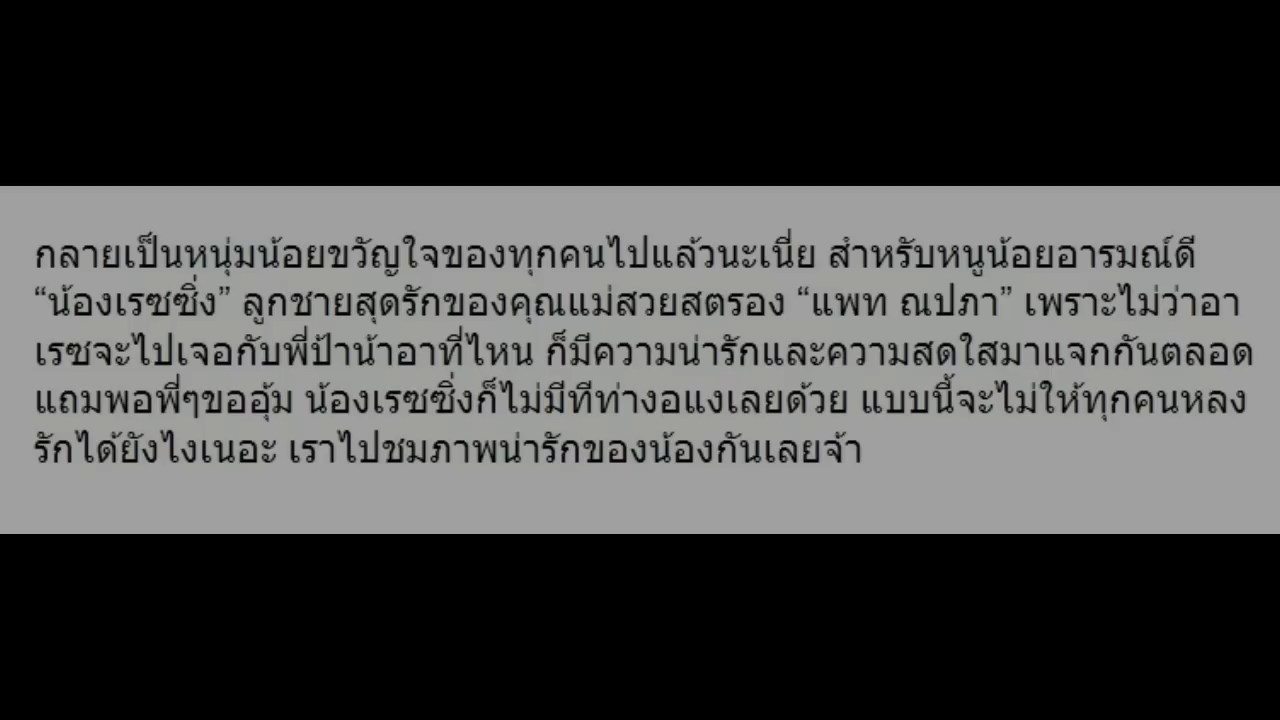 กลายเป็นหนุ่มน้อยขวัญใจของทุกคนไปแล้วนะเนี่ย สำหรับหนูน้อยอารมณ์ดี
“น้องเรซซิ่ง” ลูกชายสุดรักของคุณแม่สวยสตรอง “แพท ณปภา” เพราะไม่ว่าอา
เรซจะไปเจอกับพี่ป้าน้าอาที่ไหน ก็มีความน่ารักและความสดใสมาแจกกันตลอด
แถมพอพี่ๆขออุ้ม น้องเรซซิ่งก็ไม่มีทีท่างอแงเลยด้วย แบบนี้จะไม่ให้ทุกคนหลง
รักได้ยังไงเนอะ เราไปชมภาพน่ารักของน้องกันเลยจ้า